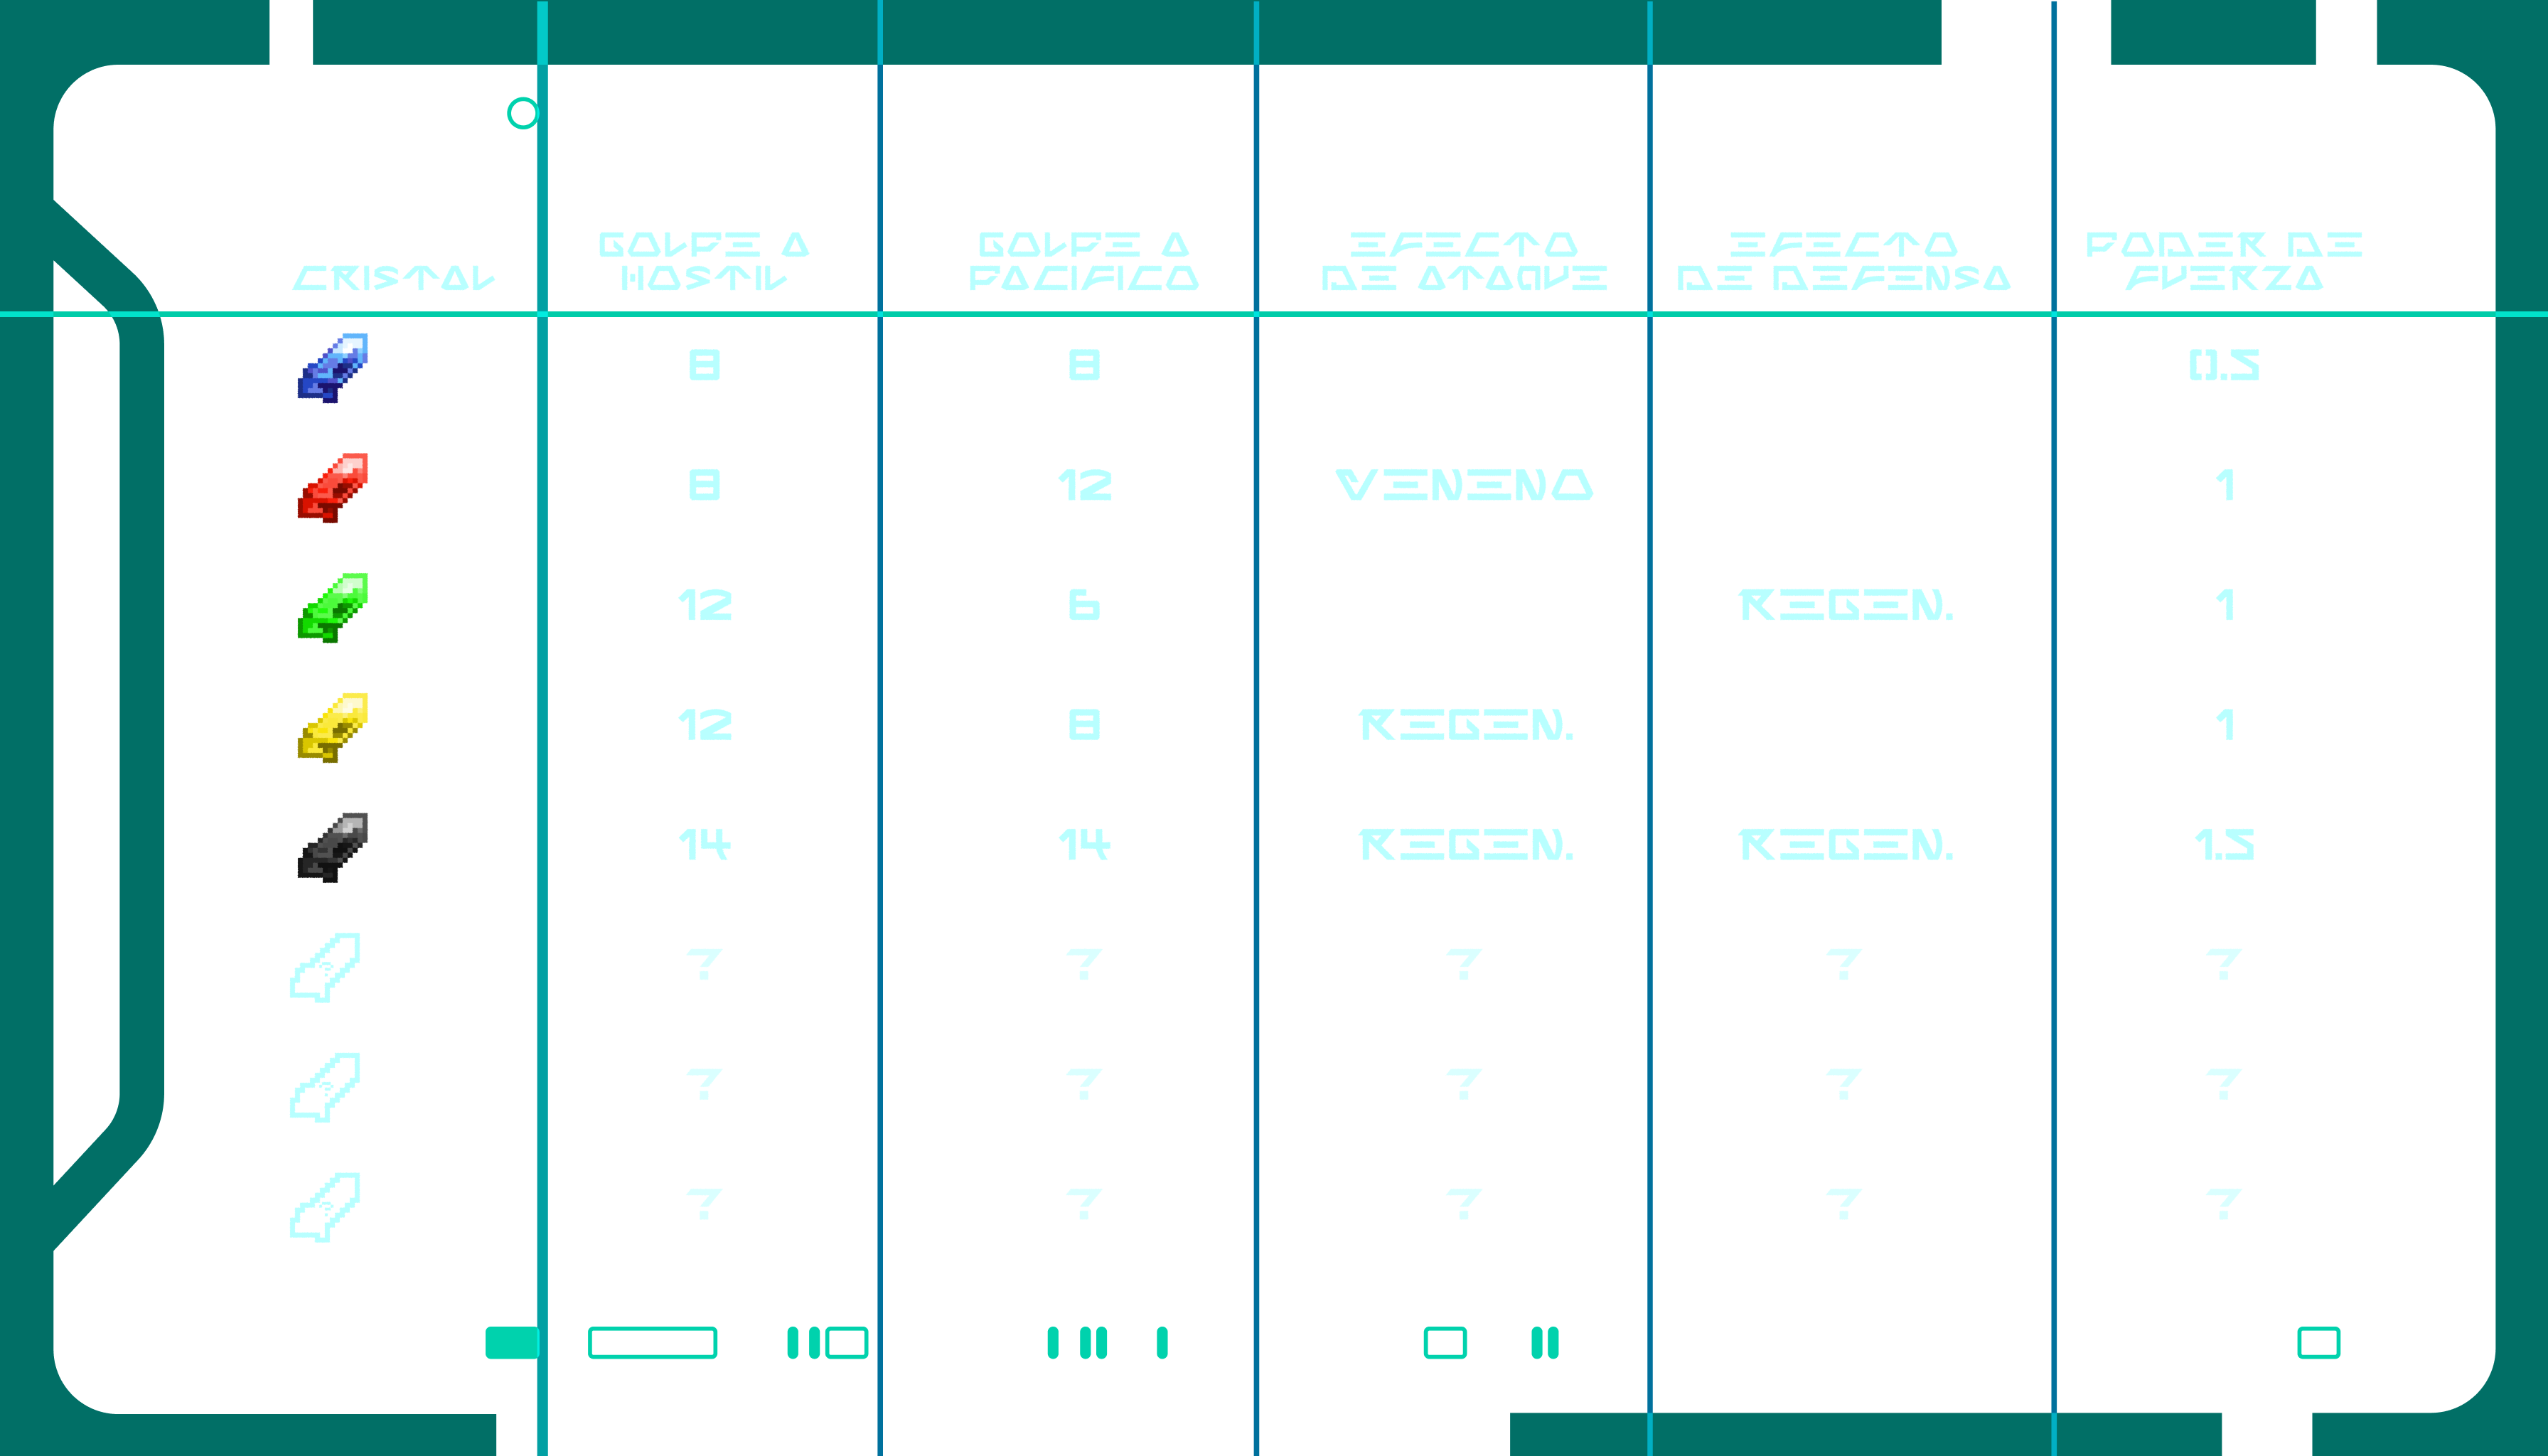 CRISTAL
GOLPE A
HOSTIL
GOLPE A
PACIFICO
EFECTO
DE ATAQUE
EFECTO
DE DEFENSA
PODER DE
FUERZA
8 8 0.5
8 12 VENENO 1
12 6 REGEN. 1
12 8 REGEN. 1
14 14 REGEN. REGEN. 1.5
? ? ? ? ?
? ? ? ? ?
? ? ? ? ?